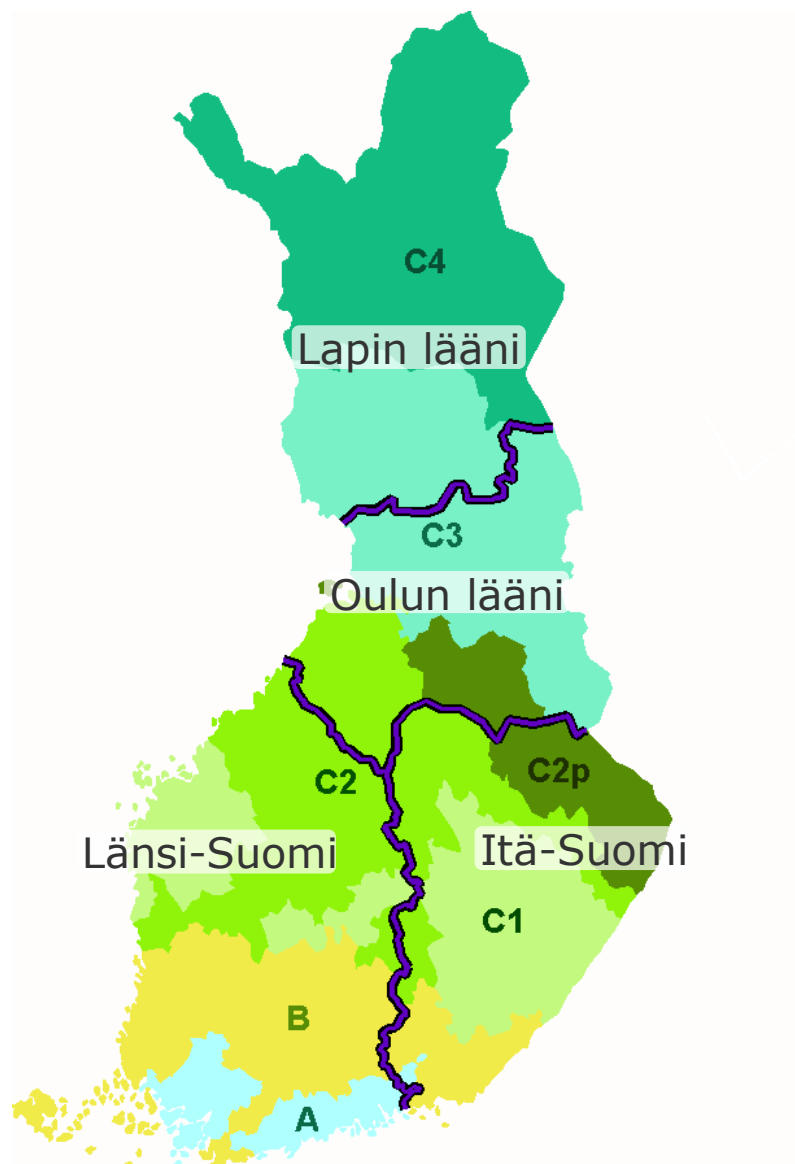 C4
Lapin lääni
C3
Oulun lääni
C2
C2p
Länsi-Suomi
Itä-Suomi
C1
B
A